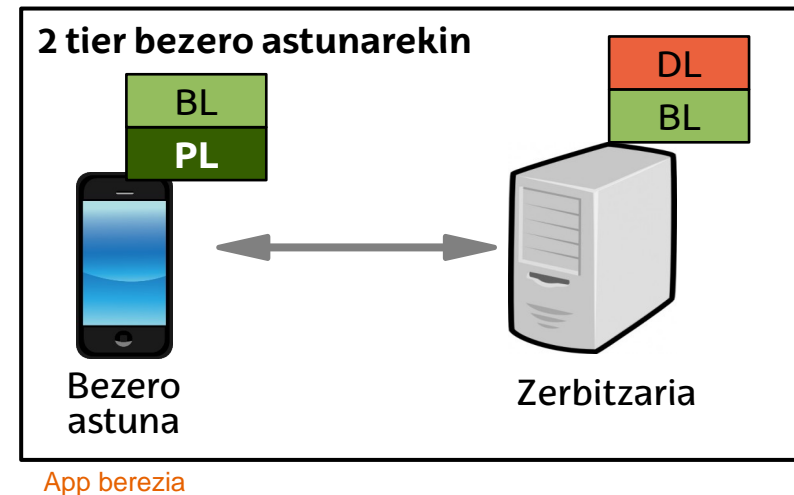 2 tier bezero astunarekin
BL
PL
DL
BL
Bezero
astuna
Zerbitzaria
App berezia